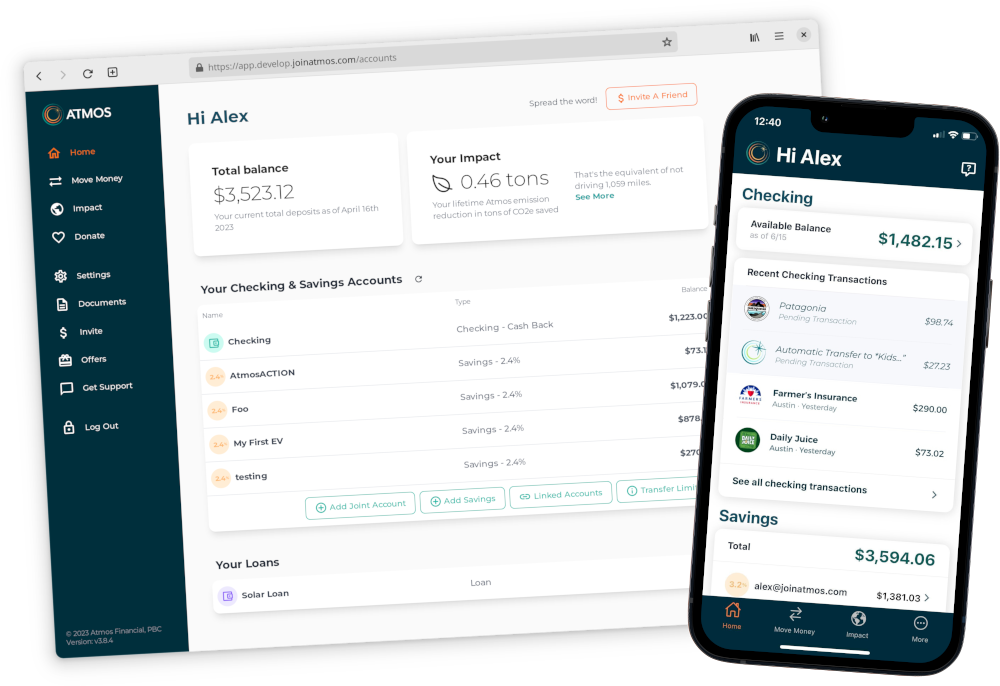 https://app.develop.joinatmos.com/accounts
ATMOS
Home
Move Money
Impact
Donate
Settings
Documents
Invite
Offers
Get Support
Log Out
© 2023 Atmos Financial, PBC
Version: v3.8.4
Hi Alex
Spread the word!
$ Invite A Friend
Total balance
$3,523.12
Your current total deposits as of April 16th
2023
Your Impact
0.46 tons
Your lifetime Atmos emission
reduction in tons of CO2e saved
That's the equivalent of not
driving 1,059 miles.
See More
Your Checking & Savings Accounts
Name Type Balance
Checking Checking - Cash Back $1,223.00
2.4% AtmosACTION Savings - 2.4% $73.1
2.4% Foo Savings - 2.4% $1,079.0
2.4% My First EV Savings - 2.4% $878.
2.4% testing Savings - 2.4% $270
Add Joint Account Add Savings Linked Accounts Transfer Limit
Your Loans
Solar Loan Loan
12:40
Hi Alex
Checking
Available Balance
as of 6/15
$1,482.15
Recent Checking Transactions
Patagonia
Pending Transaction
$98.74
Automatic Transfer to "Kids..."
Pending Transaction
$27.23
FARMERS
INSURANCE
Farmer's Insurance
Austin · Yesterday
$290.00
DAILY
JUICE
Daily Juice
Austin · Yesterday
$73.02
See all checking transactions
Savings
Total $3,594.06
3.2% alex@joinatmos.com $1,381.03
Home
Move Money
Impact
More